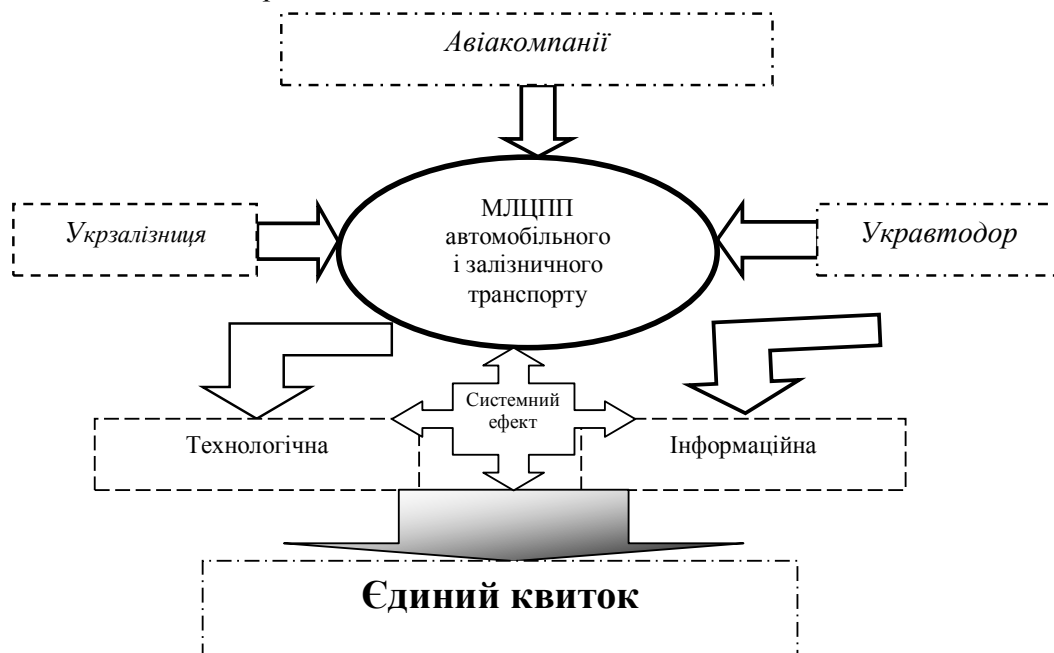 Авіакомпанії
МЛЦПП
автомобільного
і залізничного
транспорту
Укрзалізниця
Укравтодор
Системний
ефект
Технологічна
Інформаційна
Єдиний квиток